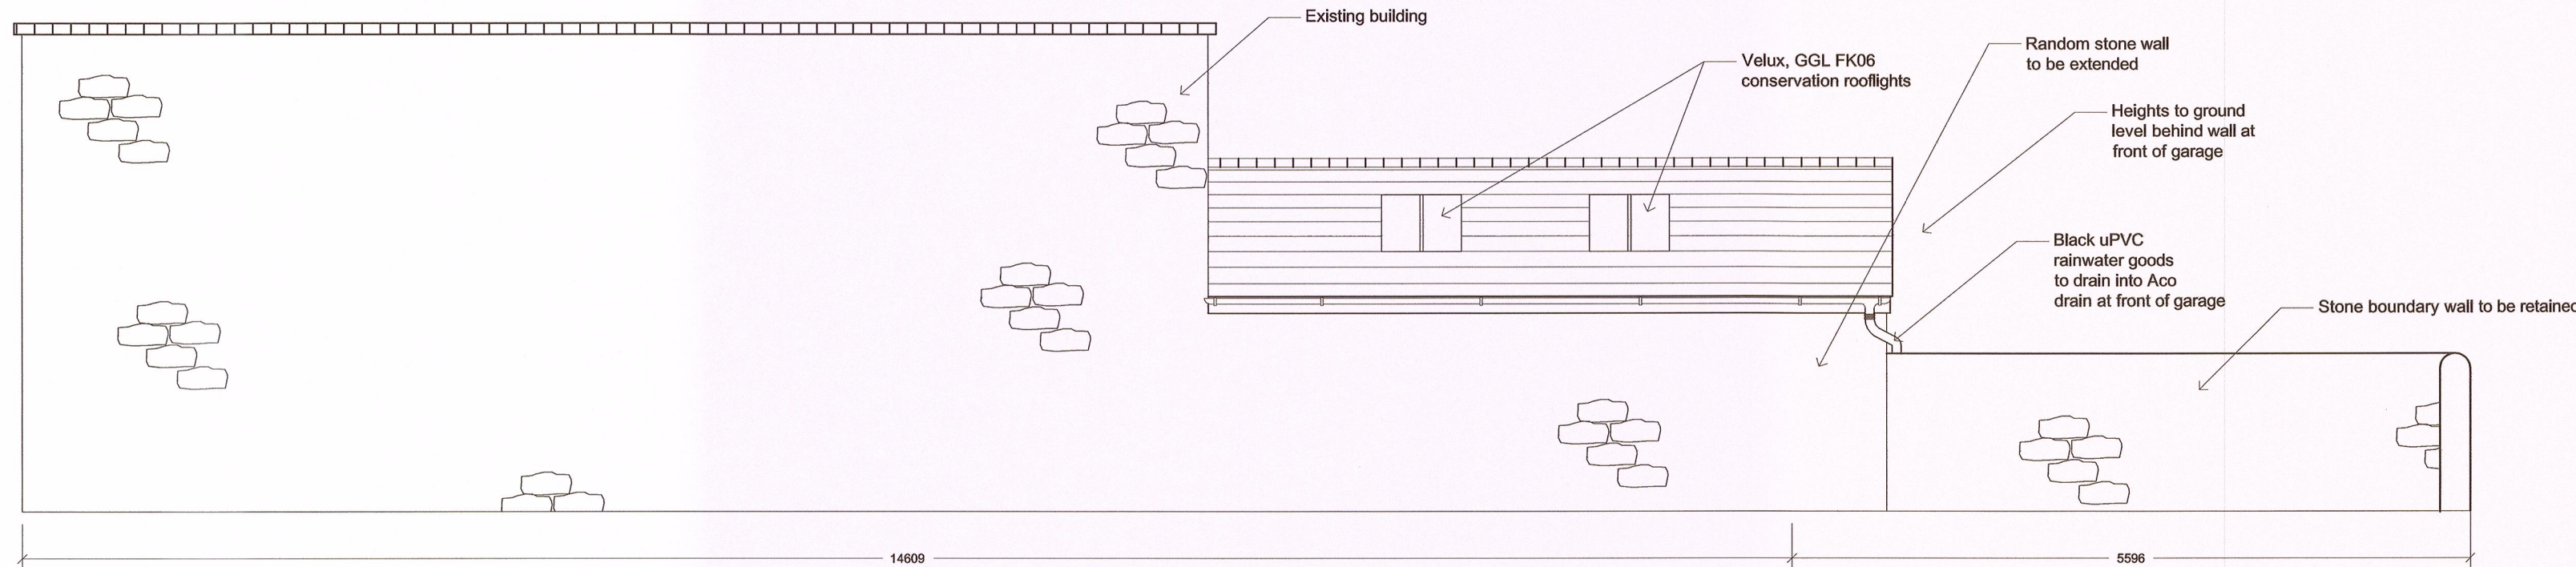 Existing building
Velux, GGL FK06
conservation rooflights
Random stone wall
to be extended
Heights to ground
level behind wall at
front of garage
Black uPVC
rainwater goods
to drain into Aco
drain at front of garage
Stone boundary wall to be retained
14609
5596